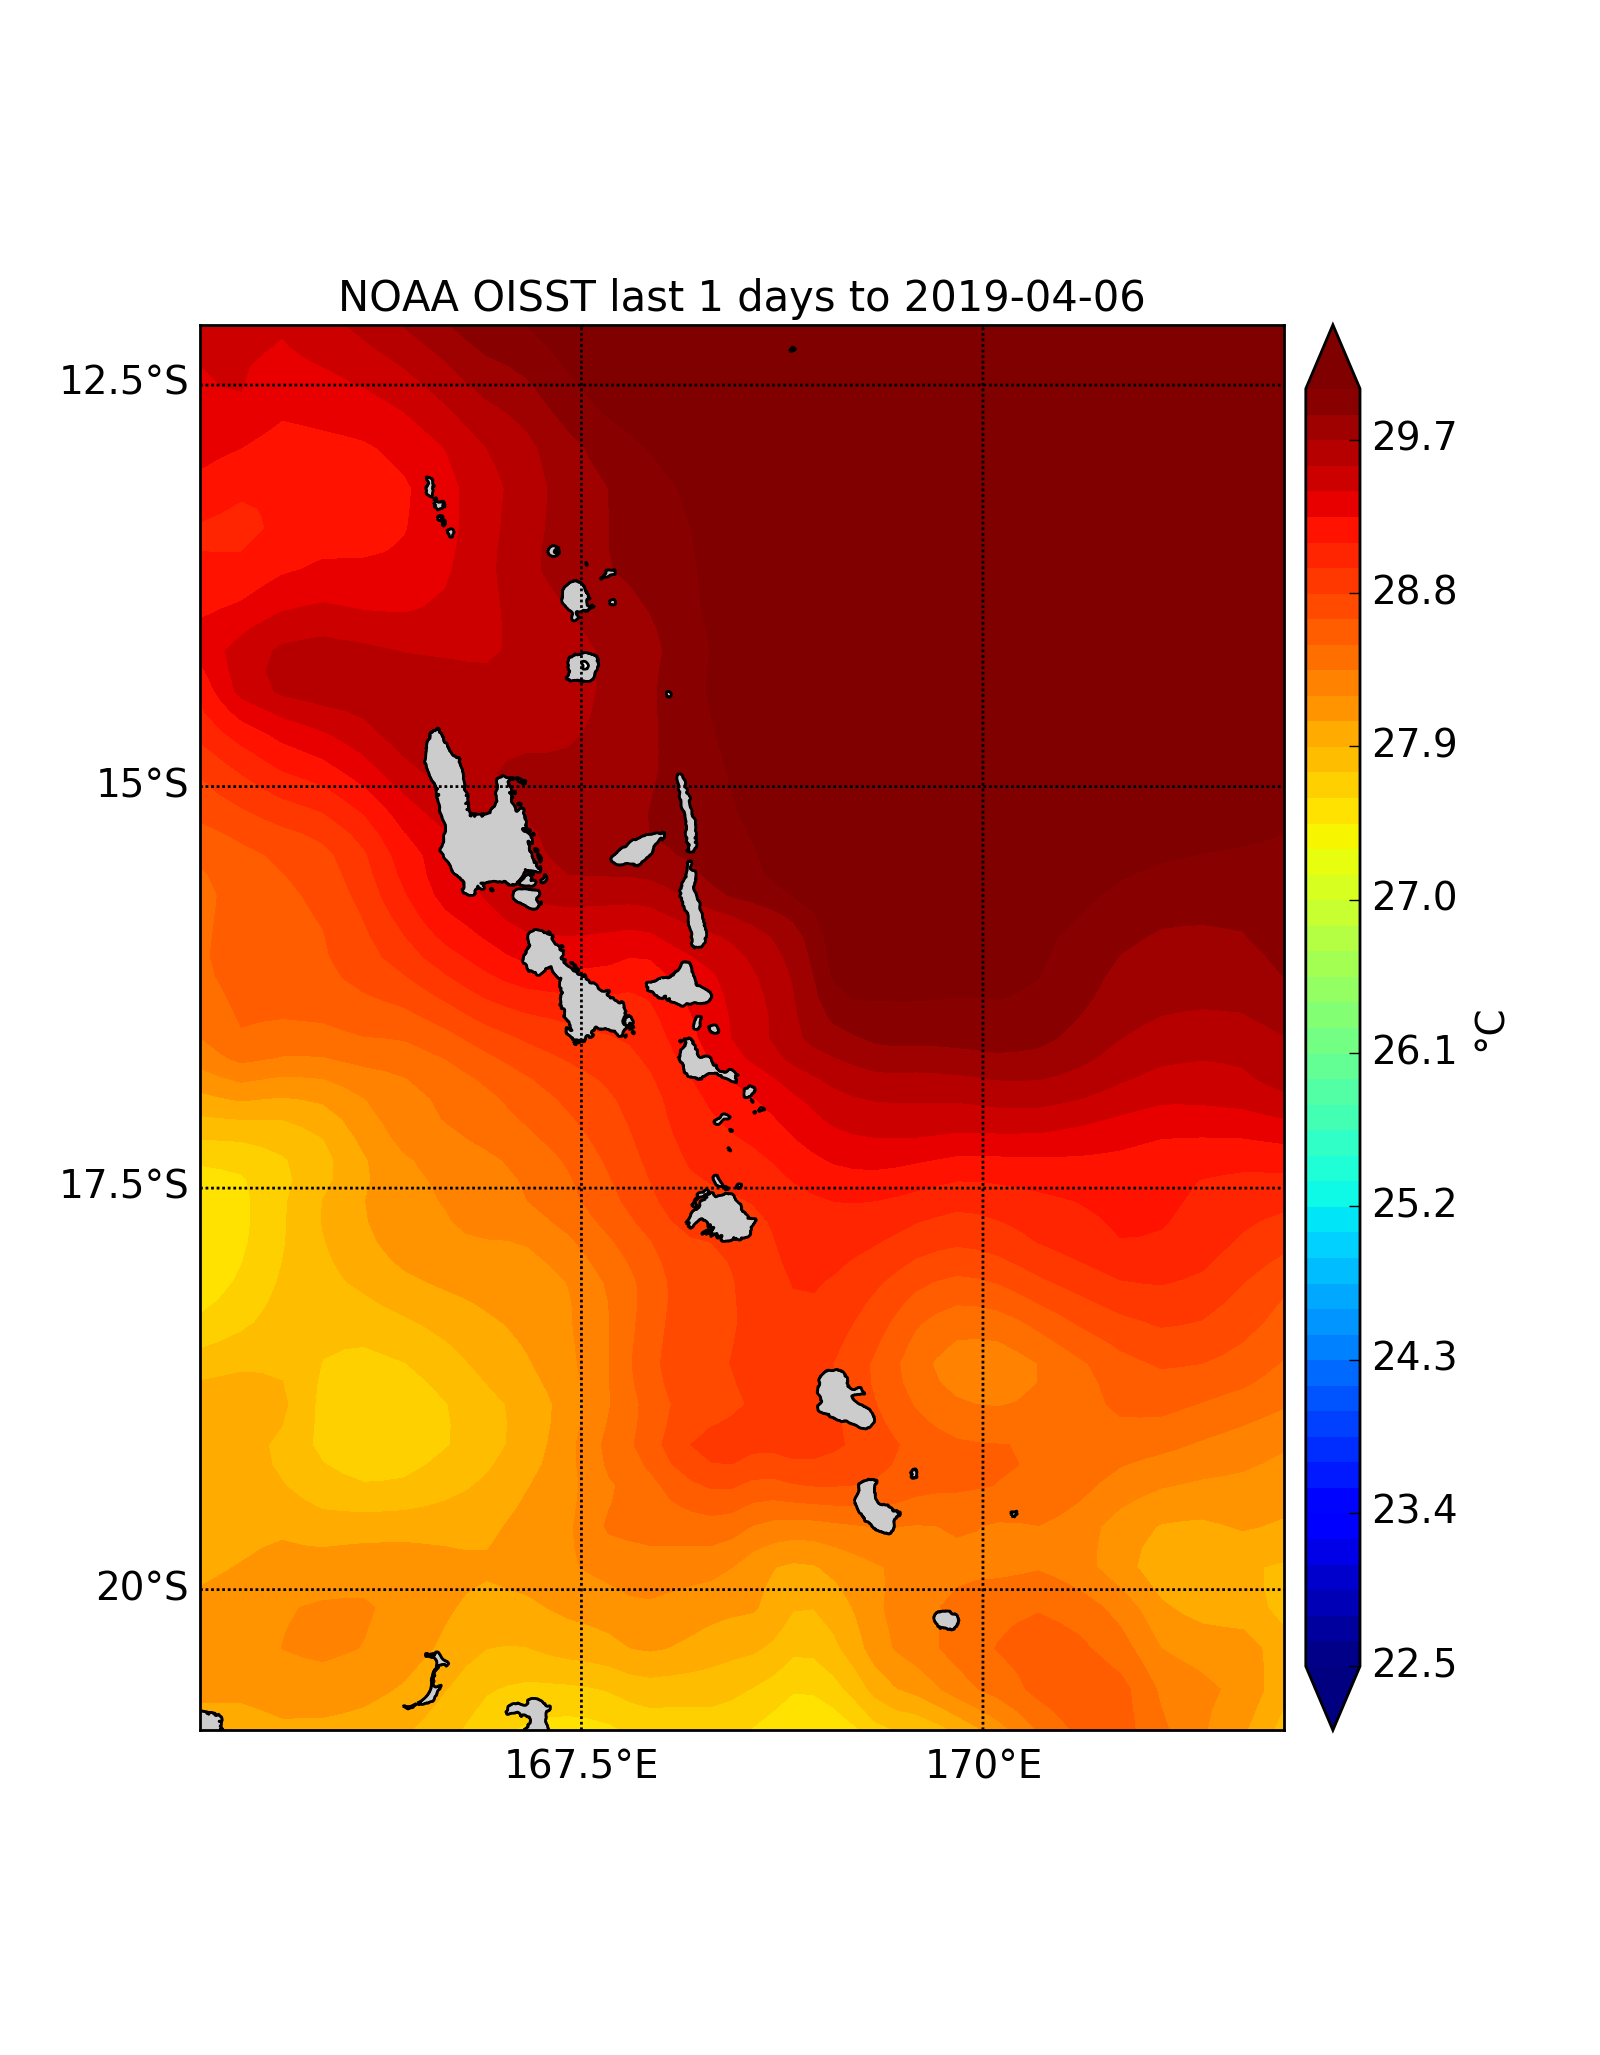 NOAA OISST last 1 days to 2019-04-06
12.5°S
15°S
17.5°S
20°S
167.5°E
170°E
29.7
28.8
27.9
27.0
26.1
25.2
24.3
23.4
22.5
°C